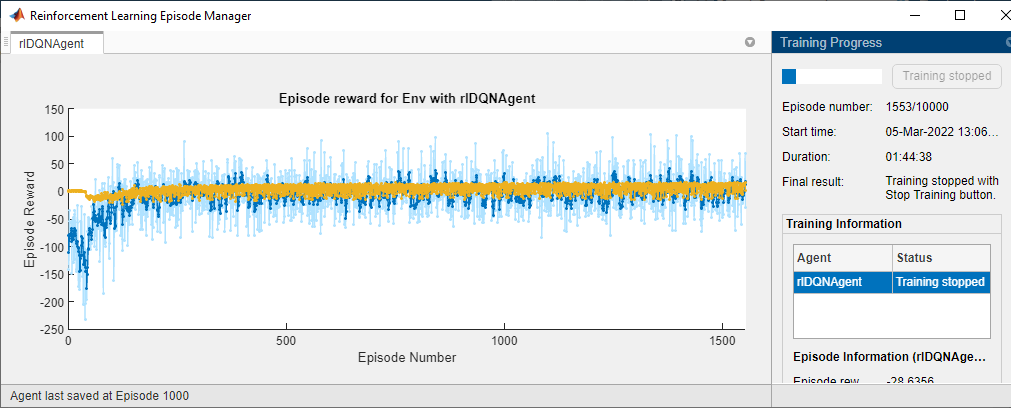 Reinforcement Learning Episode Manager
rlDQNAgent
Training Progress
Episode reward for Env with rlDQNAgent
150
100
50
0
-50
-100
-150
-200
-250
Episode Reward
0
500
1000
1500
Episode Number
Training stopped
Episode number: 1553/10000
Start time: 05-Mar-2022 13:06...
Duration: 01:44:38
Final result: Training stopped with
Stop Training button.
Training Information
Agent Status
rlDQNAgent Training stopped
Episode Information (rlDQNAge...
Episode rew -28.6356
Agent last saved at Episode 1000